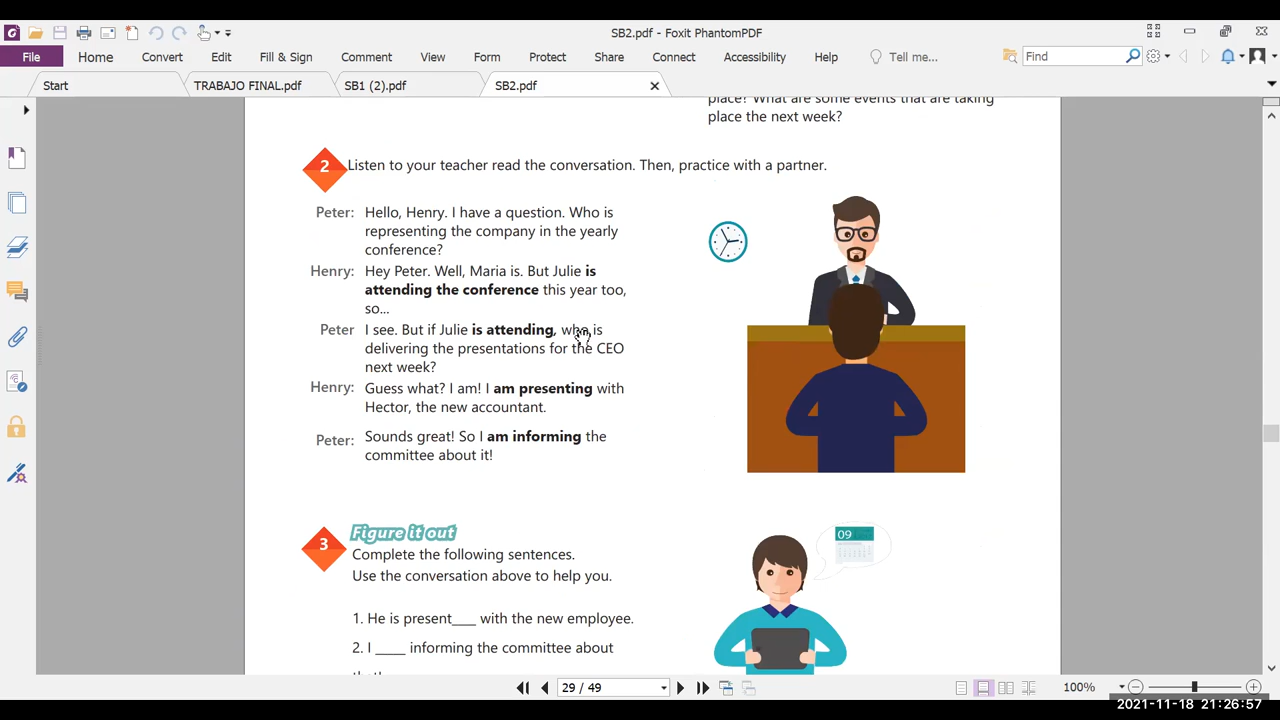 SB2.pdf - Foxit PhantomPDF
File Home Convert Edit Fill & Sign Comment View Form Protect Share Connect Accessibility Help Tell me... Find
Start TRABAJO FINAL.pdf SB1 (2).pdf SB2.pdf
place? What are some events that are taking
place the next week?
2 Listen to your teacher read the conversation. Then, practice with a partner.
Peter: Hello, Henry. I have a question. Who is
representing the company in the yearly
conference?
Henry: Hey Peter. Well, Maria is. But Julie is
attending the conference this year too,
so...
Peter I see. But if Julie is attending, who is
delivering the presentations for the CEO
next week?
Henry: Guess what? I am! I am presenting with
Hector, the new accountant.
Peter: Sounds great! So I am informing the
committee about it!
3 Figure it out
Complete the following sentences.
Use the conversation above to help you.
09
1. He is present___ with the new employee.
2. I ____ informing the committee about
29 / 49 100%
2021-11-18 21:26:57